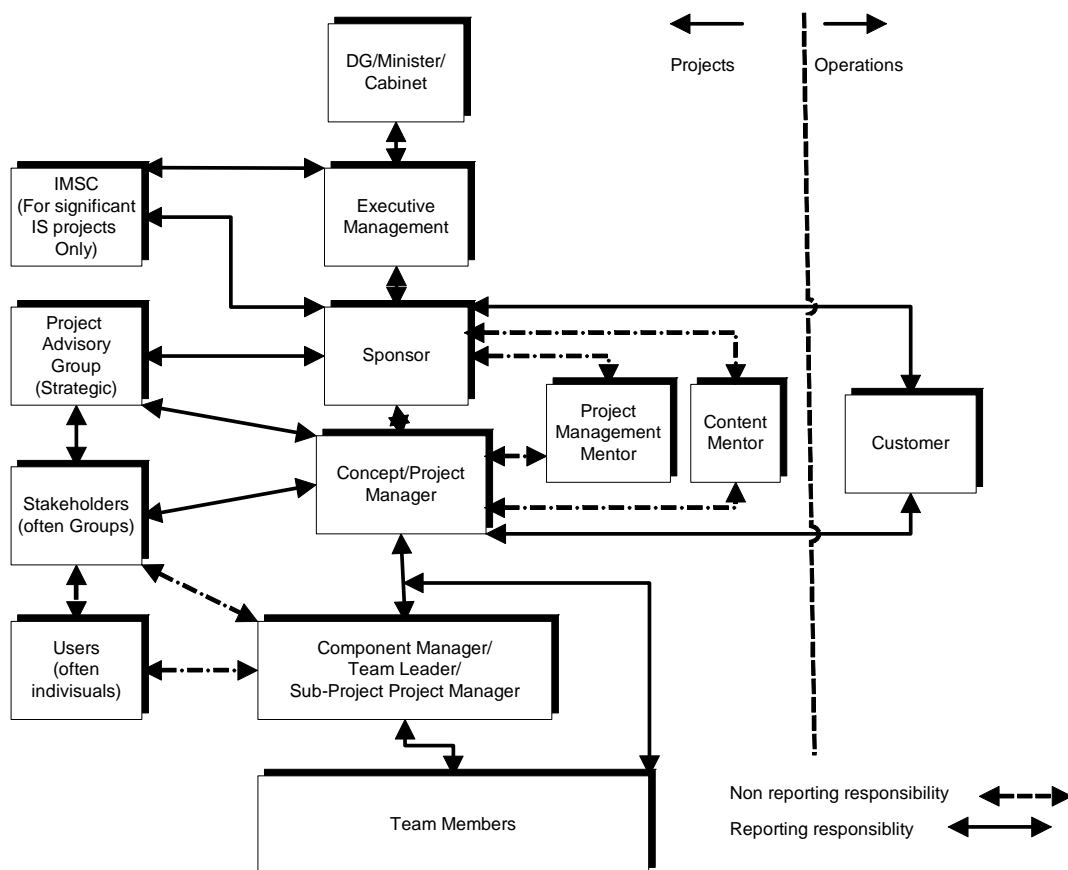 DG/Minister/
Cabinet
Projects
Operations
IMSC
(For significant
IS projects
Only)
Executive
Management
Project
Advisory
Group
(Strategic)
Sponsor
Project
Management
Mentor
Content
Mentor
Customer
Concept/Project
Manager
Stakeholders
(often Groups)
Users
(often
indivisuals)
Component Manager/
Team Leader/
Sub-Project Project Manager
Team Members
Non reporting responsibility
Reporting responsiblity